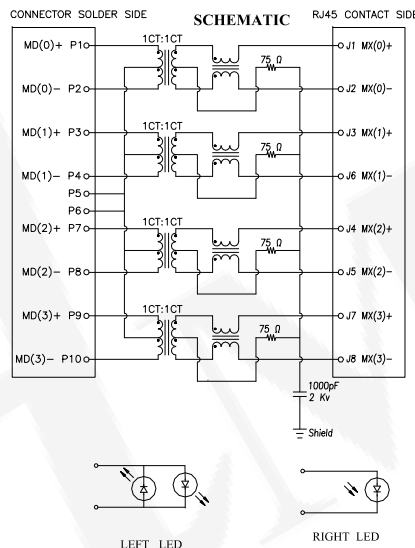 CONNECTOR SOLDER SIDE
SCHEMATIC
RJ45 CONTACT SIDE
MD(0)+ P1
1CT:1CT
75 Ω
J1 MX(0)+
MD(0)- P2
J2 MX(0)-
MD(1)+ P3
1CT:1CT
75 Ω
J3 MX(1)+
MD(1)- P4
J6 MX(1)-
P5
P6
MD(2)+ P7
1CT:1CT
75 Ω
J4 MX(2)+
MD(2)- P8
J5 MX(2)-
MD(3)+ P9
1CT:1CT
75 Ω
J7 MX(3)+
MD(3)- P10
J8 MX(3)-
1000pF
2 Kv
Shield
LEFT LED
RIGHT LED